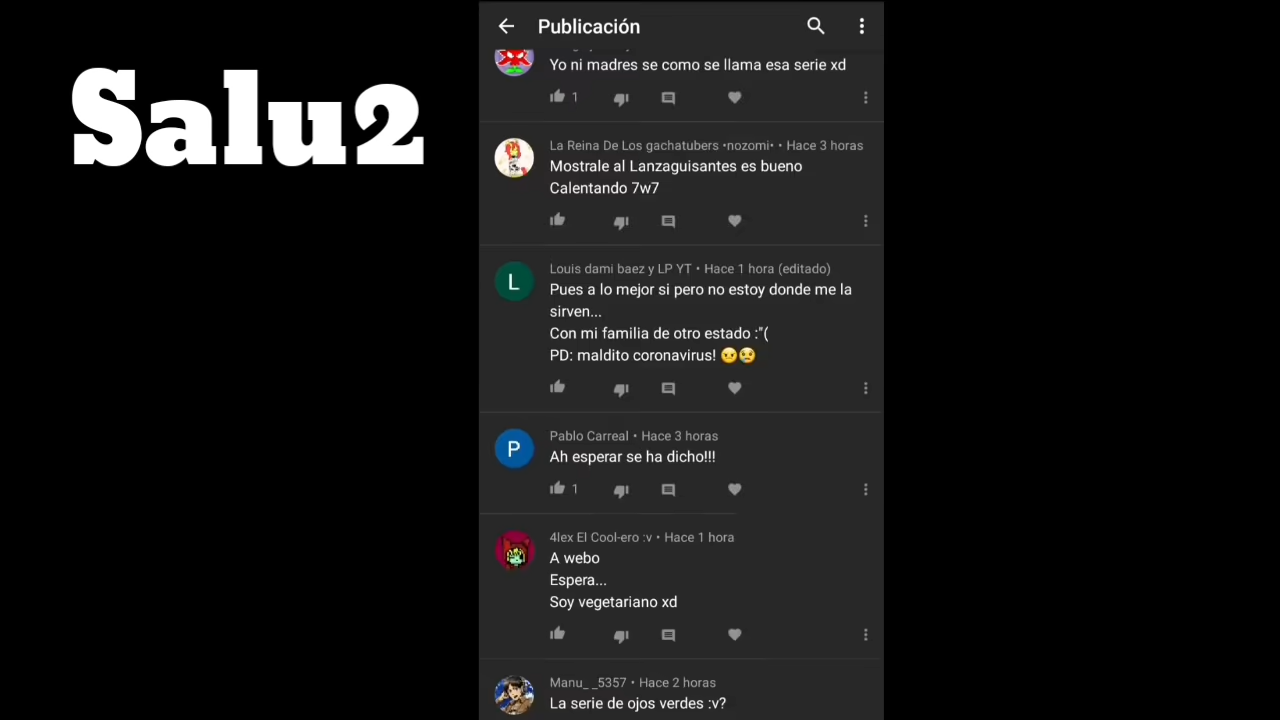 Salu2
Publicación
Yo ni madres se como se llama esa serie xd
1
La Reina De Los gachatubers •nozomi• • Hace 3 horas
Mostrale al Lanzaguisantes es bueno
Calentando 7w7
L
Louis dami baez y LP YT • Hace 1 hora (editado)
Pues a lo mejor si pero no estoy donde me la
sirven...
Con mi familia de otro estado :"(
PD: maldito coronavirus! 😠😢
P
Pablo Carreal • Hace 3 horas
Ah esperar se ha dicho!!!
1
4lex El Cool-ero :v • Hace 1 hora
A webo
Espera...
Soy vegetariano xd
Manu_ _5357 • Hace 2 horas
La serie de ojos verdes :v?